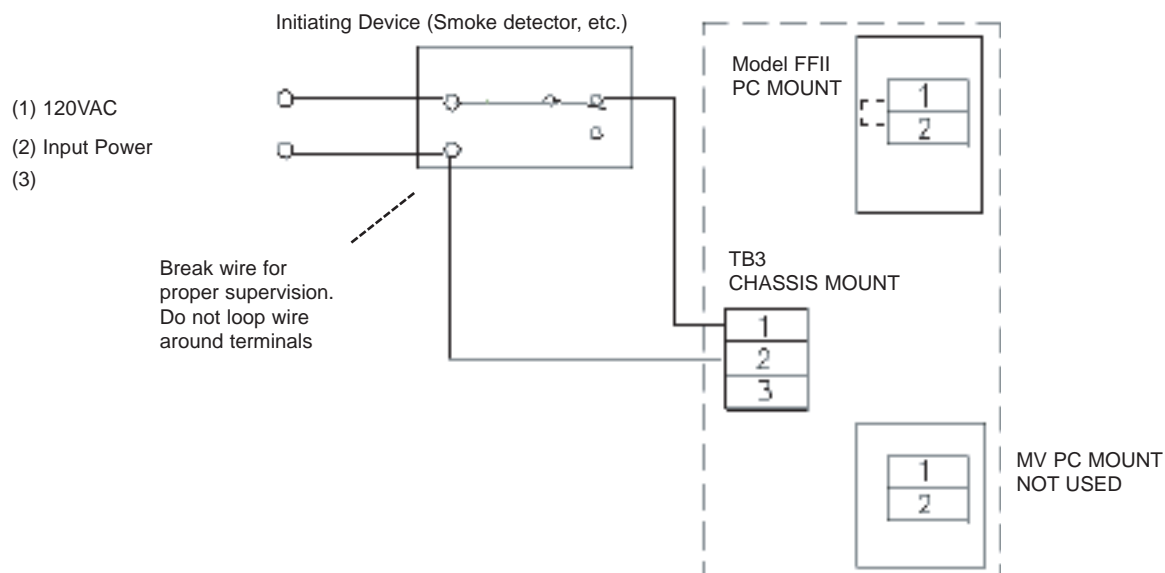 Initiating Device (Smoke detector, etc.)
Model FFII
PC MOUNT
1
2
(1) 120VAC
(2) Input Power
(3)
Break wire for
proper supervision.
Do not loop wire
around terminals
TB3
CHASSIS MOUNT
1
2
3
1
2
MV PC MOUNT
NOT USED